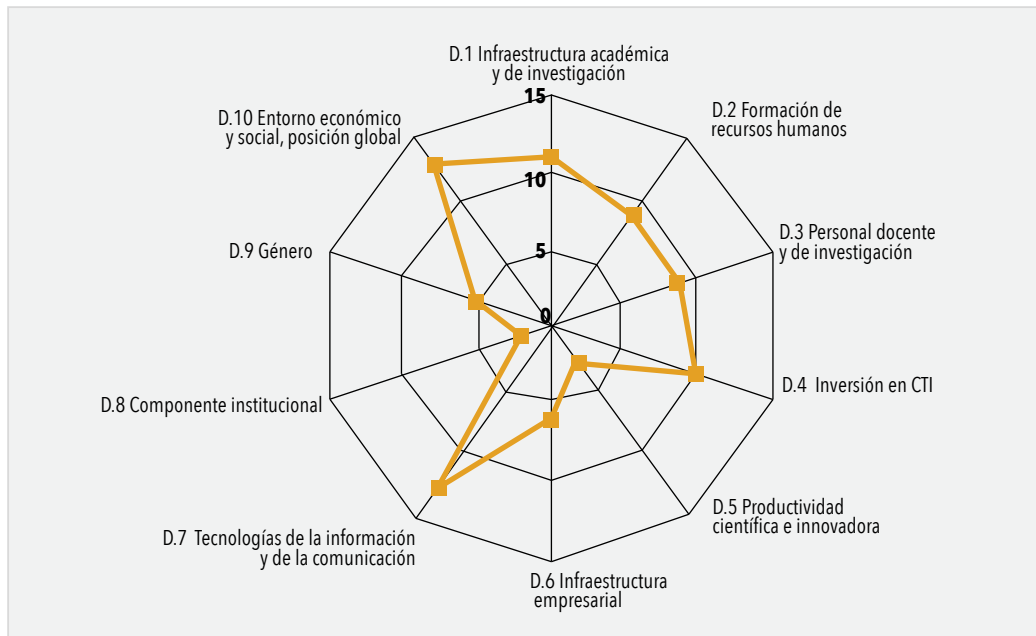 D.1 Infraestructura académica
y de investigación
15
D.2 Formación de
recursos humanos
D.10 Entorno económico
y social, posición global
10
D.3 Personal docente
y de investigación
D.9 Género
5
0
D.4 Inversión en CTI
D.8 Componente institucional
D.5 Productividad
científica e innovadora
D.7 Tecnologías de la información
y de la comunicación
D.6 Infraestructura
empresarial